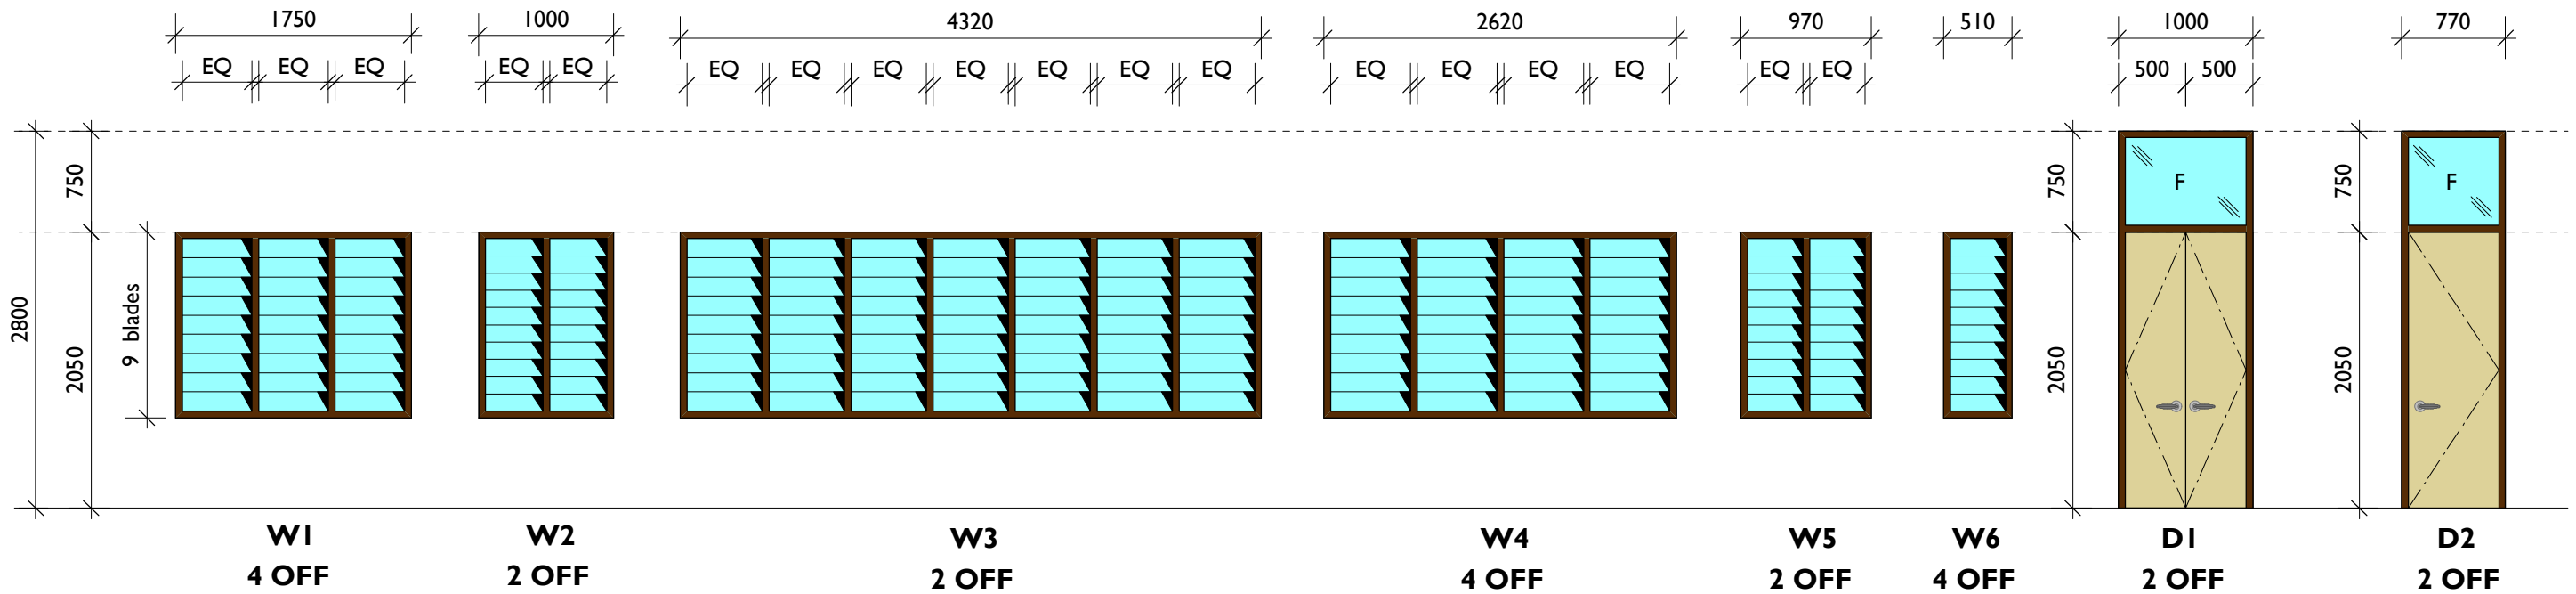 1750 1000 4320 2620 970 510 1000 770
EQ EQ EQ EQ EQ EQ EQ EQ EQ EQ EQ EQ EQ EQ EQ EQ EQ EQ 500 500
750 750 750
F F
2800 2050 9 blades 2050 2050
W1 W2 W3 W4 W5 W6 D1 D2
4 OFF 2 OFF 2 OFF 4 OFF 2 OFF 4 OFF 2 OFF 2 OFF